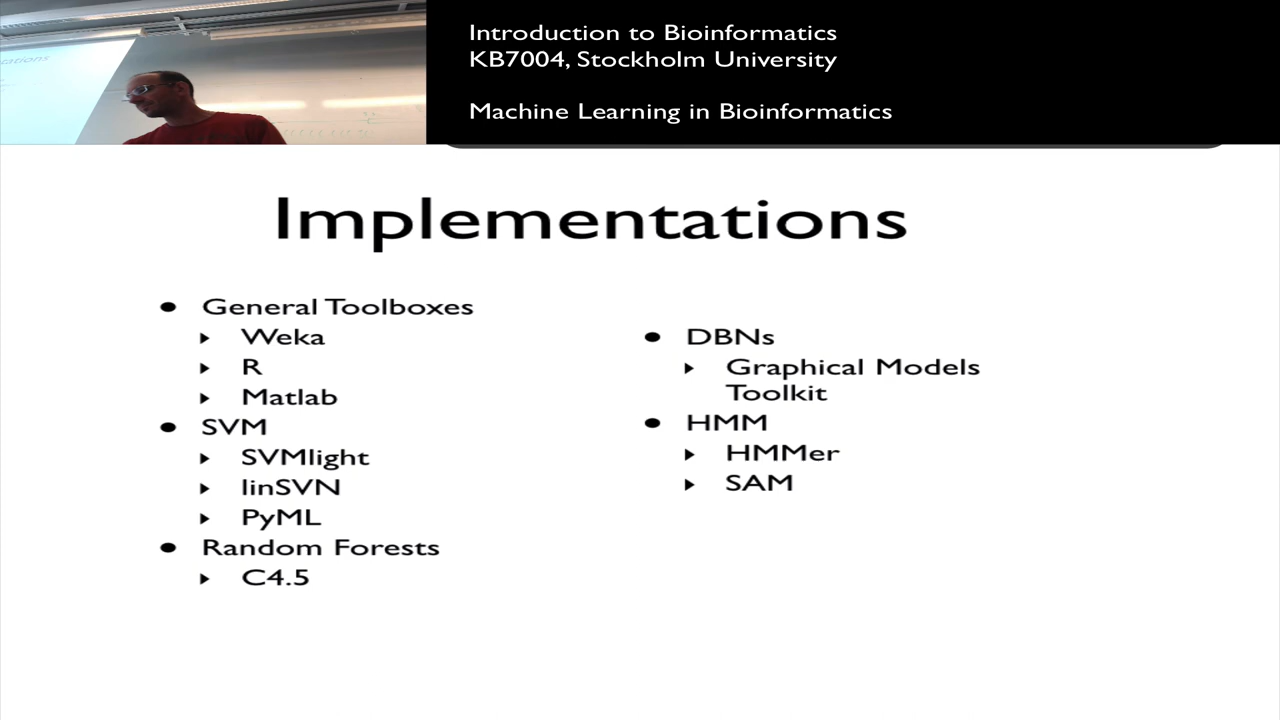 Introduction to Bioinformatics
KB7004, Stockholm University
Machine Learning in Bioinformatics
Implementations
General Toolboxes
Weka
R
Matlab
SVM
SVMlight
linSVN
PyML
Random Forests
C4.5
DBNs
Graphical Models
Toolkit
HMM
HMMer
SAM